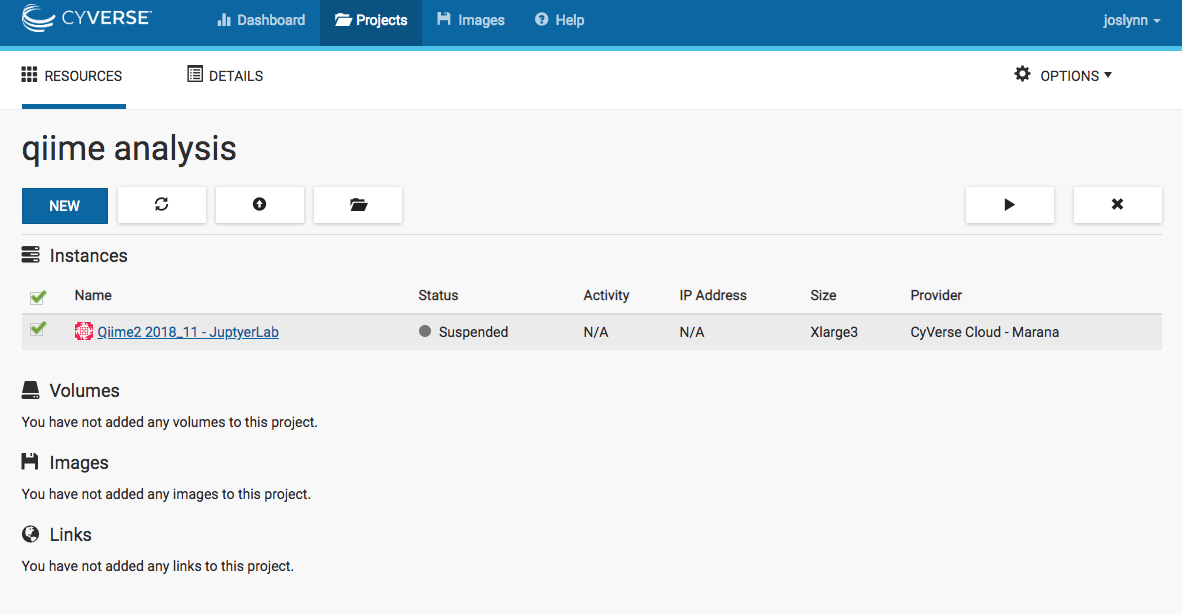 CYVERSE Dashboard Projects Images Help joslynn
RESOURCES DETAILS OPTIONS
qiime analysis
NEW
Instances
Name Status Activity IP Address Size Provider
Qiime2 2018_11 - JuptyerLab Suspended N/A N/A Xlarge3 CyVerse Cloud - Marana
Volumes
You have not added any volumes to this project.
Images
You have not added any images to this project.
Links
You have not added any links to this project.